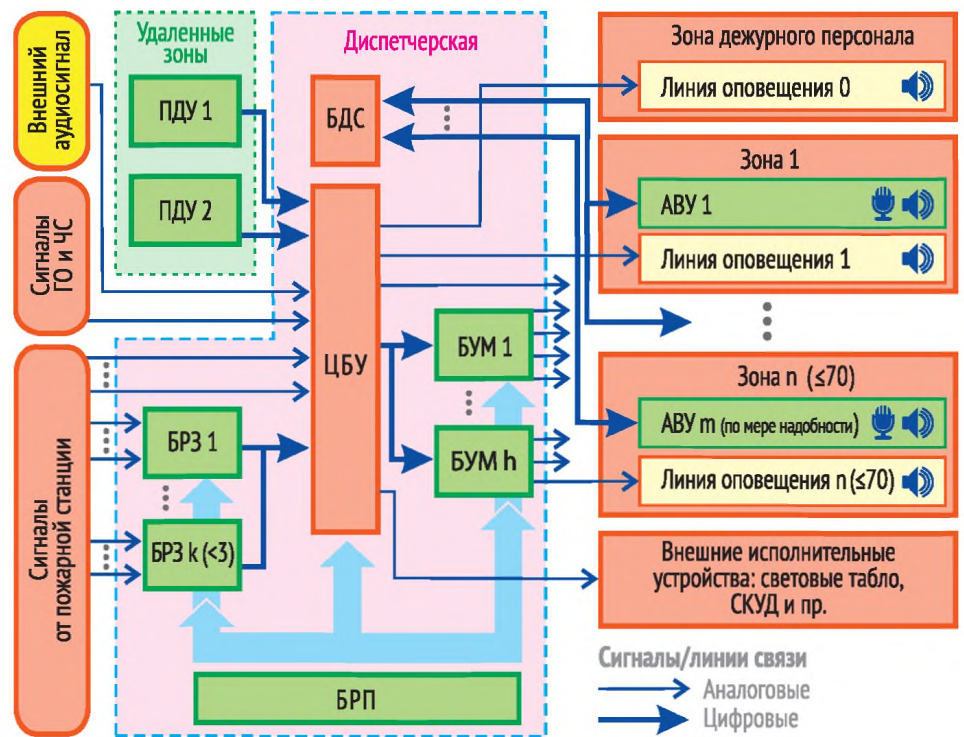 Внешний
аудиосигнал
Сигналы
ГО и ЧС
Сигналы
от пожарной станции
Удаленные
зоны
ПДУ 1
ПДУ 2
Диспетчерская
БДС
ЦБУ
БРЗ 1
БРЗ k (<3)
БУМ 1
БУМ h
БРП
Зона дежурного персонала
Линия оповещения 0
Зона 1
АВУ 1
Линия оповещения 1
Зона n (≤70)
АВУ m (по мере надобности)
Линия оповещения n (≤70)
Внешние исполнительные
устройства: световые табло,
СКУД и пр.
Сигналы/линии связи
Аналоговые
Цифровые